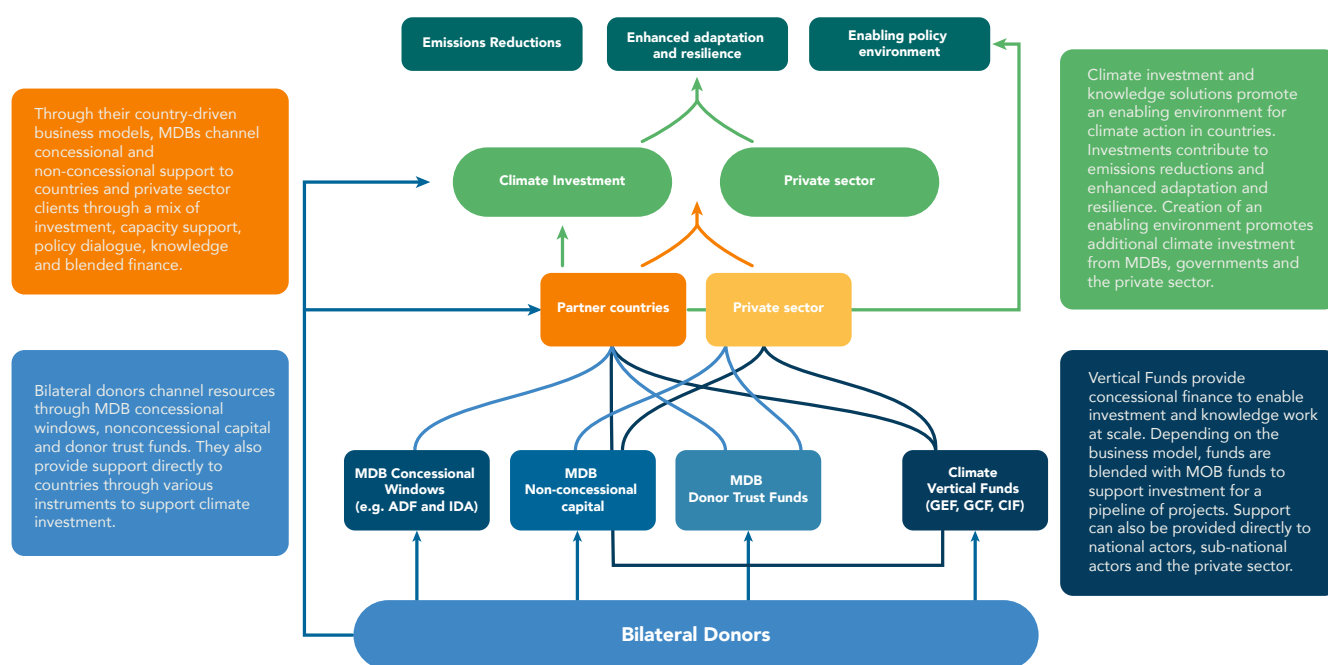 Emissions Reductions
Enhanced adaptation
and resilience
Enabling policy
environment
Through their country-driven
business models, MDBs channel
concessional and
non-concessional support to
countries and private sector
clients through a mix of
investment, capacity support,
policy dialogue, knowledge
and blended finance.
Climate investment and
knowledge solutions promote
an enabling environment for
climate action in countries.
Investments contribute to
emissions reductions and
enhanced adaptation and
resilience. Creation of an
enabling environment promotes
additional climate investment
from MDBs, governments and
the private sector.
Climate Investment
Private sector
Partner countries
Private sector
Bilateral donors channel resources
through MDB concessional
windows, nonconcessional capital
and donor trust funds. They also
provide support directly to
countries through various
instruments to support climate
investment.
MDB Concessional
Windows
(e.g. ADF and IDA)
MDB
Non-concessional
capital
MDB
Donor Trust Funds
Climate
Vertical Funds
(GEF, GCF, CIF)
Vertical Funds provide
concessional finance to enable
investment and knowledge work
at scale. Depending on the
business model, funds are
blended with MOB funds to
support investment for a
pipeline of projects. Support
can also be provided directly to
national actors, sub-national
actors and the private sector.
Bilateral Donors